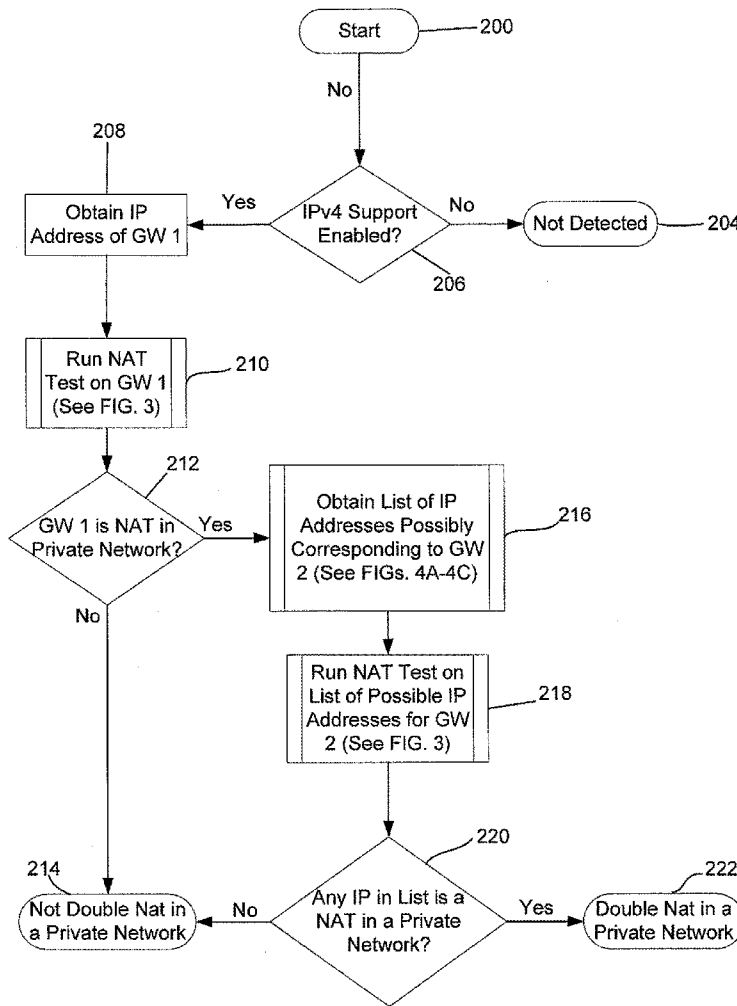 Start
200
No
208
Yes
IPv4 Support
Enabled?
No
Not Detected
204
206
Obtain IP
Address of GW 1
Run NAT
Test on GW 1
(See FIG. 3)
210
212
GW 1 is NAT in
Private Network?
Yes
Obtain List of IP
Addresses Possibly
Corresponding to GW
2 (See FIGs. 4A-4C)
216
No
Run NAT Test on
List of Possible IP
Addresses for GW
2 (See FIG. 3)
218
220
214
Not Double Nat in
a Private Network
No
Any IP in List is a
NAT in a Private
Network?
Yes
222
Double Nat in a
Private Network